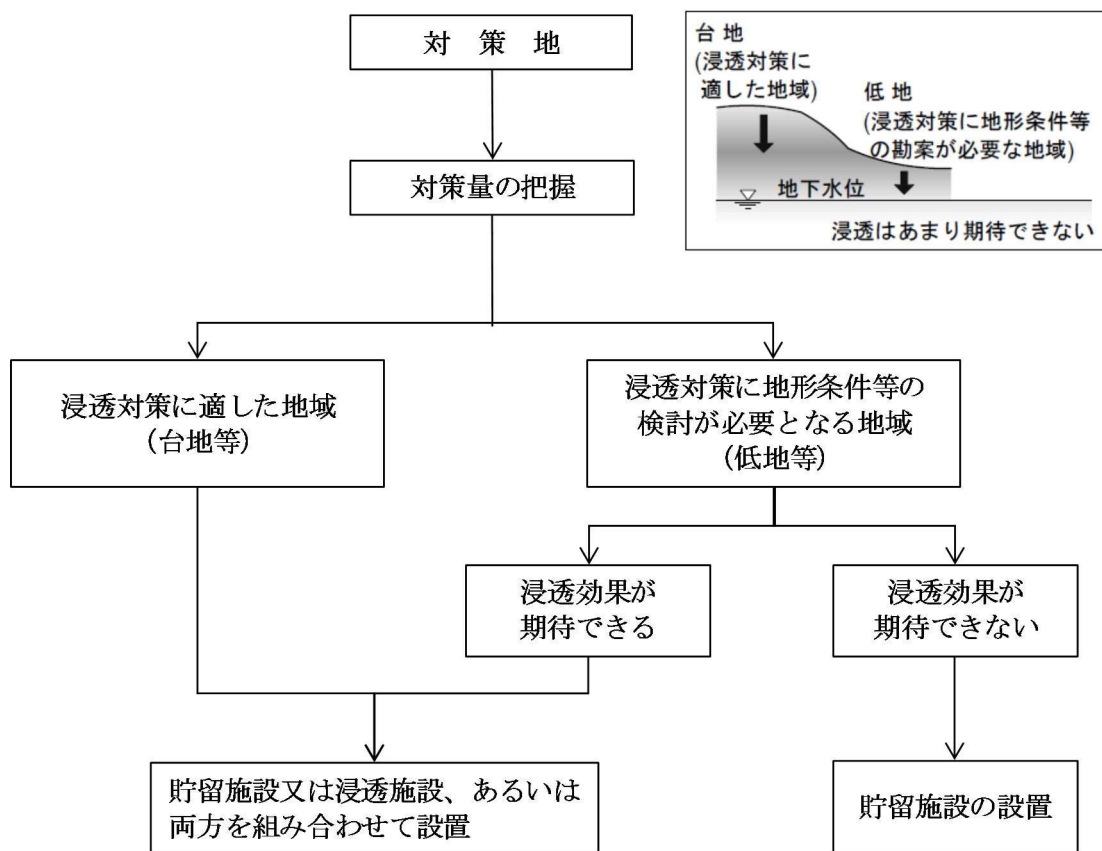 対　策　地
台 地
(浸透対策に
適した地域)
低 地
(浸透対策に地形条件等
の勘案が必要な地域)
地下水位
浸透はあまり期待できない
対策量の把握
浸透対策に適した地域
（台地等）
浸透対策に地形条件等の
検討が必要となる地域
（低地等）
浸透効果が
期待できる
浸透効果が
期待できない
貯留施設又は浸透施設、あるいは
両方を組み合わせて設置
貯留施設の設置